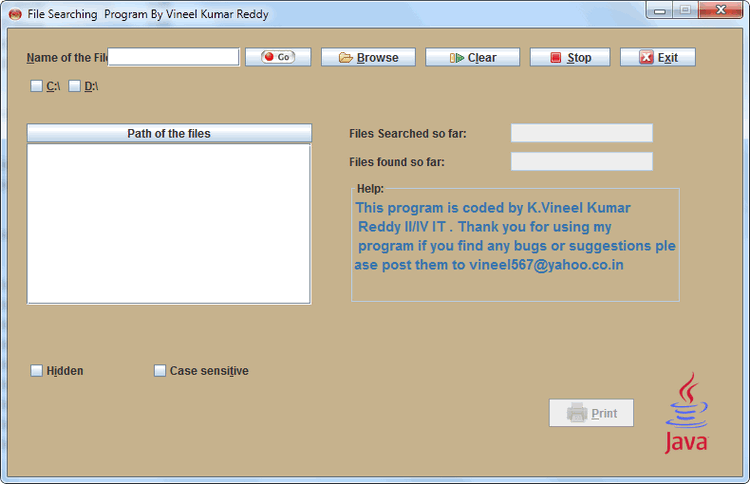 File Searching Program By Vineel Kumar Reddy
Name of the Fil
Go
Browse
Clear
Stop
Exit
C:\
D:\
Path of the files
Files Searched so far:
Files found so far:
Help:
This program is coded by K.Vineel Kumar
Reddy II/IV IT . Thank you for using my
program if you find any bugs or suggestions ple
ase post them to vineel567@yahoo.co.in
Hidden
Case sensitive
Print
Java